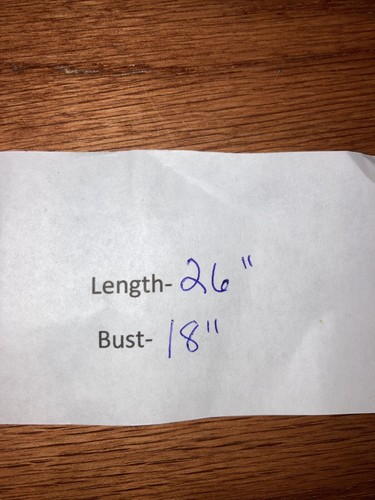 Length- 26"
Bust- 18"